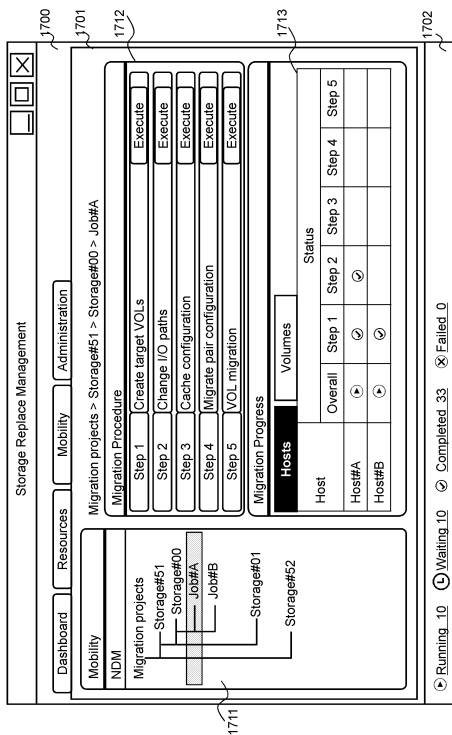 Storage Replace Management
1700
Dashboard
Resources
Mobility
Administration
1701
Mobility
NDM
Migration projects
Storage#51
Storage#00
Job#A
Job#B
Storage#01
Storage#52
1711
Migration projects > Storage#51 > Storage#00 > Job#A
1712
Migration Procedure
Step 1 Create target VOLs Execute
Step 2 Change I/O paths Execute
Step 3 Cache configuration Execute
Step 4 Migrate pair configuration Execute
Step 5 VOL migration Execute
Migration Progress
1713
Hosts Volumes
Host Status
Overall Step 1 Step 2 Step 3 Step 4 Step 5
Host#A
Host#B
Running 10 Waiting 10 Completed 33 Failed 0
1702